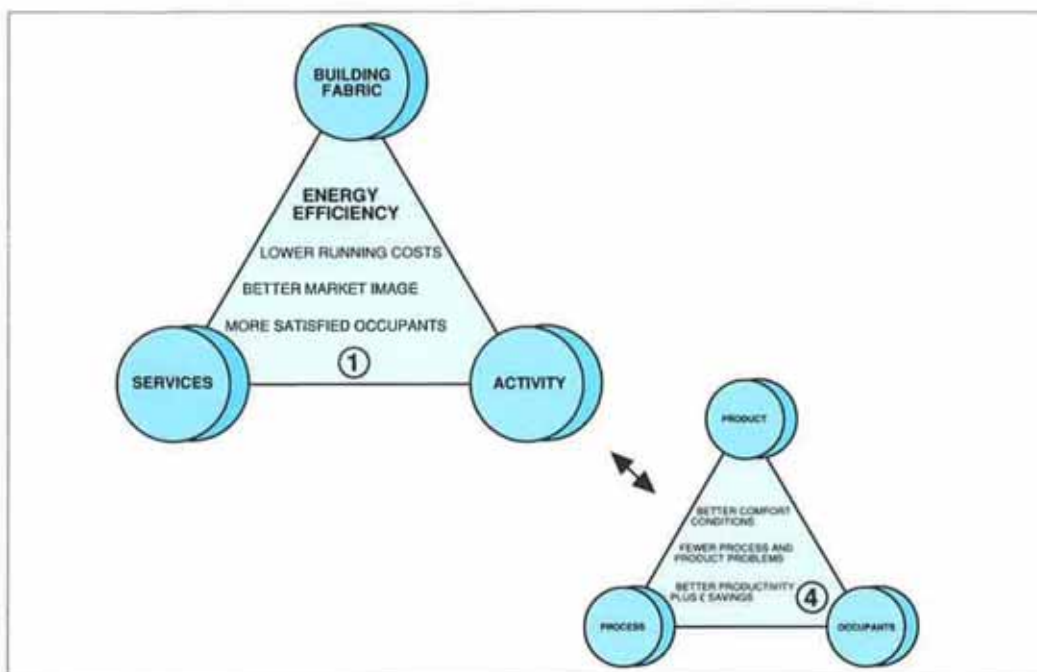 BUILDING
FABRIC
ENERGY
EFFICIENCY
LOWER RUNNING COSTS
BETTER MARKET IMAGE
MORE SATISFIED OCCUPANTS
1
SERVICES
ACTIVITY
PRODUCT
BETTER COMFORT
CONDITIONS
FEWER PROCESS AND
PRODUCT PROBLEMS
BETTER PRODUCTIVITY
PLUS £ SAVINGS
4
PROCESS
OCCUPANTS